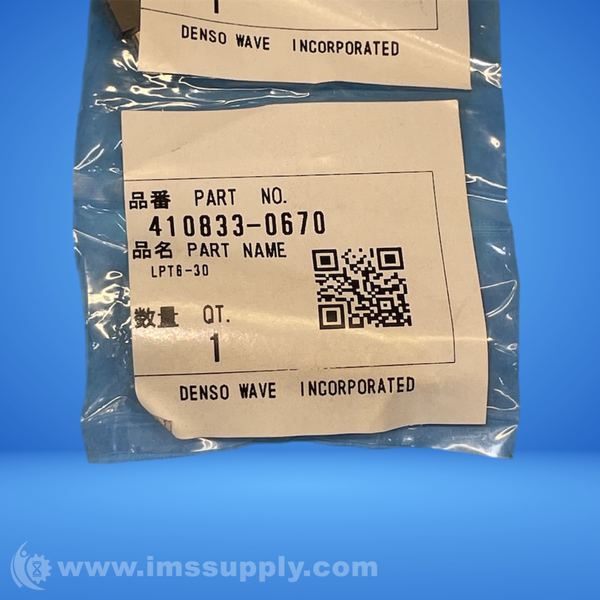 1
DENSO WAVE INCORPORATED
品番 PART NO.
410833-0670
品名 PART NAME
LPT6-30
数量 QT.
1
DENSO WAVE INCORPORATED
www.imssupply.com